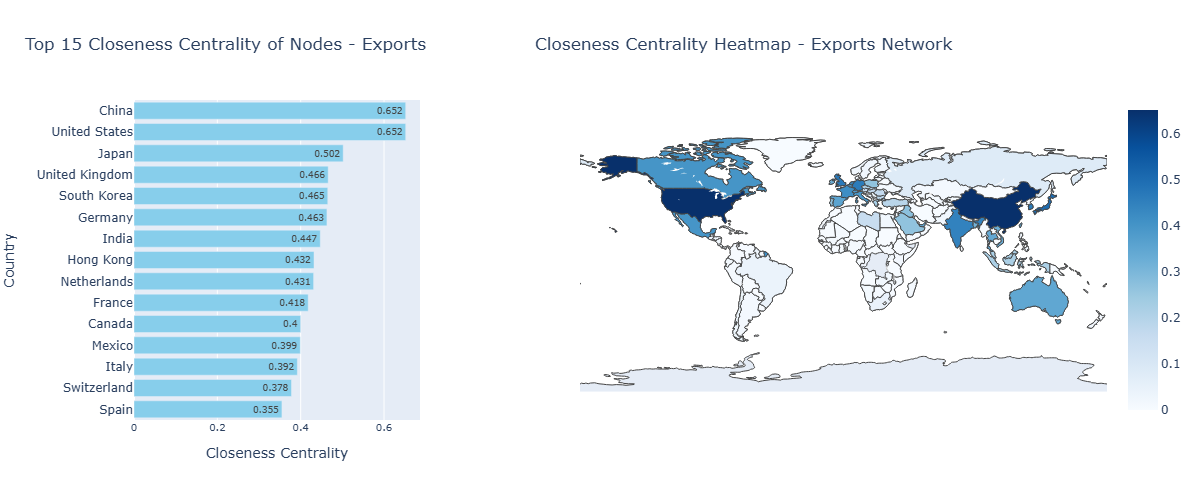 Top 15 Closeness Centrality of Nodes - Exports
Country
China 0.652
United States 0.652
Japan 0.502
United Kingdom 0.466
South Korea 0.465
Germany 0.463
India 0.447
Hong Kong 0.432
Netherlands 0.431
France 0.418
Canada 0.4
Mexico 0.399
Italy 0.392
Switzerland 0.378
Spain 0.355
0 0.2 0.4 0.6
Closeness Centrality
Closeness Centrality Heatmap - Exports Network
0.6
0.5
0.4
0.3
0.2
0.1
0